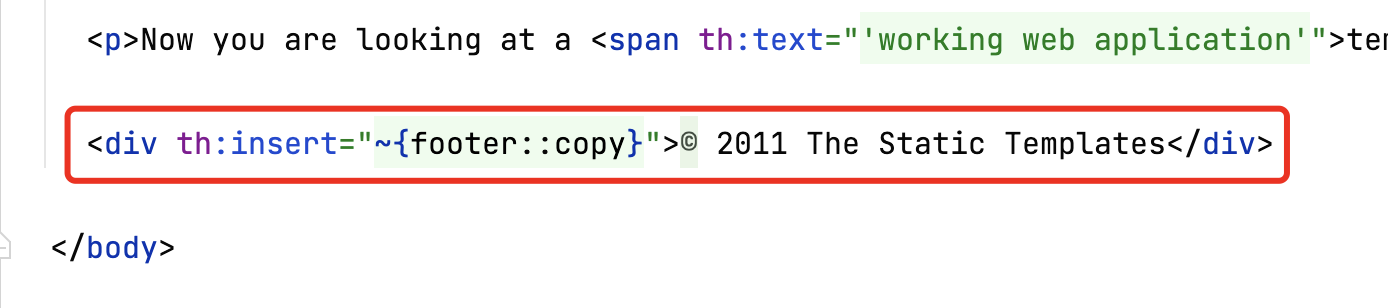 <p>Now you are looking at a <span th:text="'working web application'">
<div th:insert="~{footer::copy}">© 2011 The Static Templates</div>
</body>